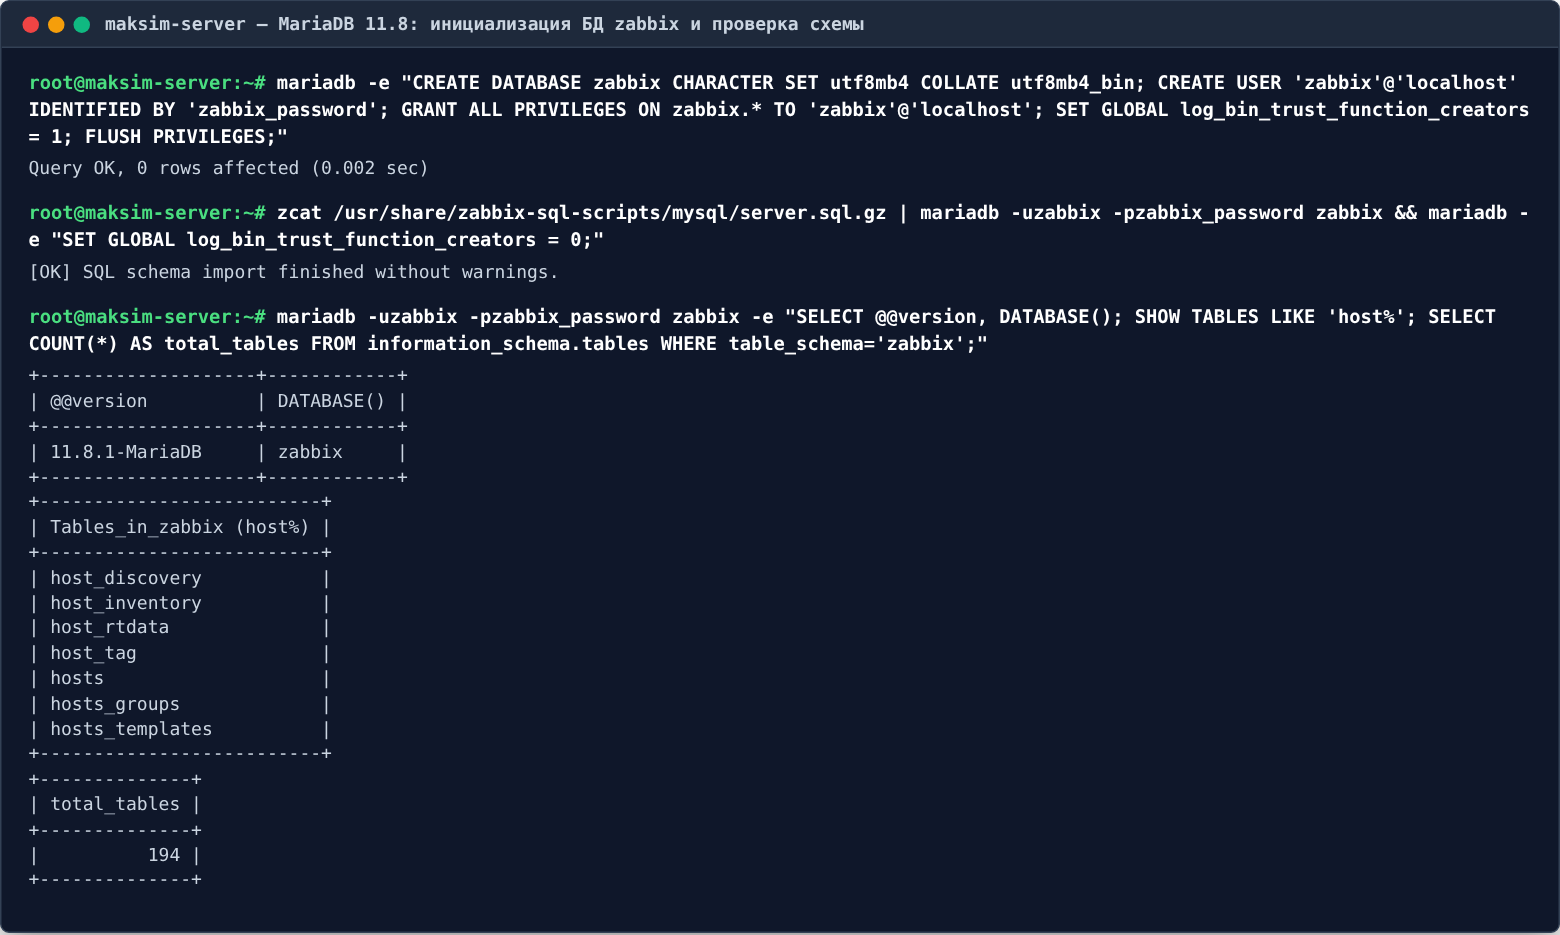 maksim-server — MariaDB 11.8: инициализация БД zabbix и проверка схемы
root@maksim-server:~# mariadb -e "CREATE DATABASE zabbix CHARACTER SET utf8mb4 COLLATE utf8mb4_bin; CREATE USER 'zabbix'@'localhost'
IDENTIFIED BY 'zabbix_password'; GRANT ALL PRIVILEGES ON zabbix.* TO 'zabbix'@'localhost'; SET GLOBAL log_bin_trust_function_creators
= 1; FLUSH PRIVILEGES;"
Query OK, 0 rows affected (0.002 sec)
root@maksim-server:~# zcat /usr/share/zabbix-sql-scripts/mysql/server.sql.gz | mariadb -uzabbix -pzabbix_password zabbix && mariadb -
e "SET GLOBAL log_bin_trust_function_creators = 0;"
[OK] SQL schema import finished without warnings.
root@maksim-server:~# mariadb -uzabbix -pzabbix_password zabbix -e "SELECT @@version, DATABASE(); SHOW TABLES LIKE 'host%'; SELECT
COUNT(*) AS total_tables FROM information_schema.tables WHERE table_schema='zabbix';"
+--------------------+------------+
| @@version          | DATABASE() |
+--------------------+------------+
| 11.8.1-MariaDB     | zabbix     |
+--------------------+------------+
+--------------------------+
| Tables_in_zabbix (host%) |
+--------------------------+
| host_discovery           |
| host_inventory           |
| host_rtdata              |
| host_tag                 |
| hosts                    |
| hosts_groups             |
| hosts_templates          |
+--------------------------+
+--------------+
| total_tables |
+--------------+
|          194 |
+--------------+